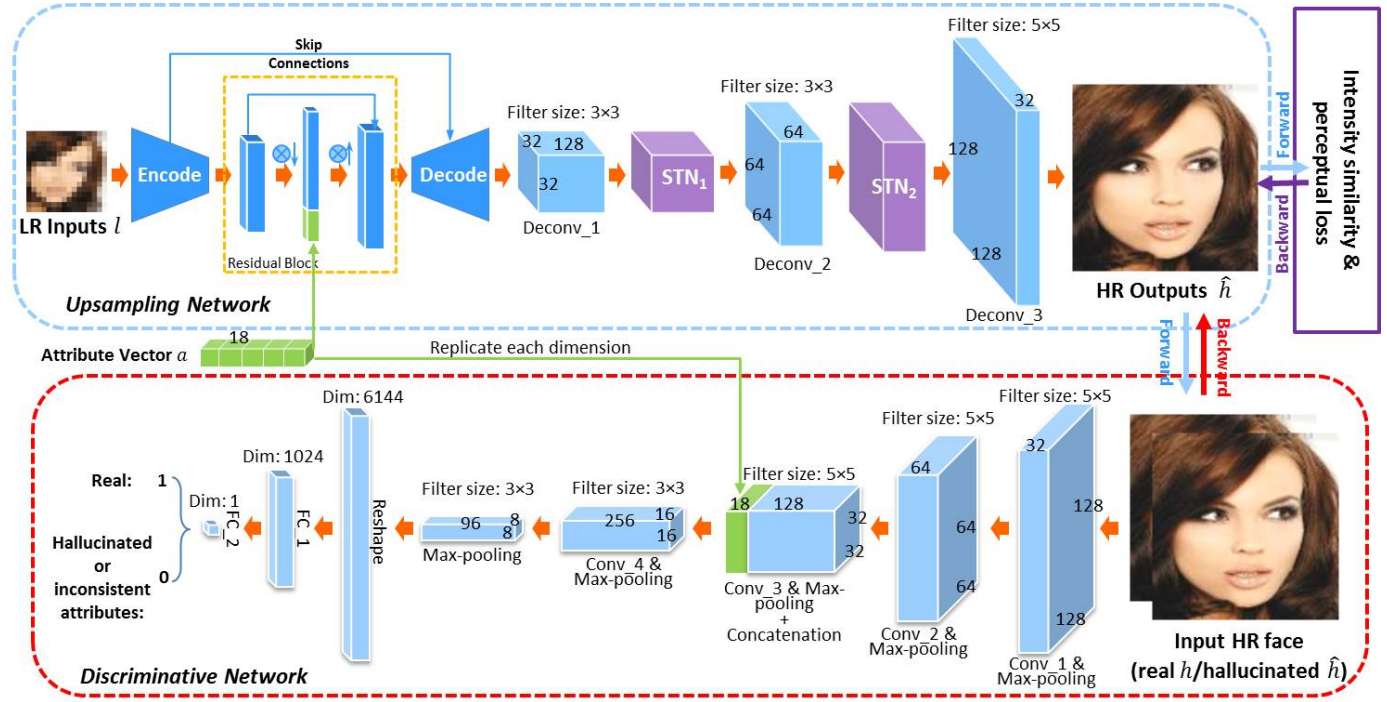 Skip
Connections
Encode
Residual Block
Decode
LR Inputs l
Filter size: 3×3
32
128
32
Deconv_1
STN1
Filter size: 3×3
64
64
64
Deconv_2
STN2
Filter size: 5×5
32
128
128
Deconv_3
HR Outputs ĥ
Forward
Backward
Intensity similarity &
perceptual loss
Upsampling Network
Forward
Backward
Attribute Vector a
18
Replicate each dimension
Real: 1
Hallucinated
or
inconsistent
attributes:
0
Dim: 1
FC_2
Dim: 1024
FC_1
Dim: 6144
Reshape
Filter size: 3×3
96
8
8
Max-pooling
Filter size: 3×3
256
16
16
Conv_4 &
Max-pooling
Filter size: 5×5
18
128
32
32
Conv_3 & Max-
pooling
+
Concatenation
Filter size: 5×5
64
64
64
Conv_2 &
Max-pooling
Filter size: 5×5
32
128
128
Conv_1 &
Max-pooling
Input HR face
(real h/hallucinated ĥ)
Discriminative Network